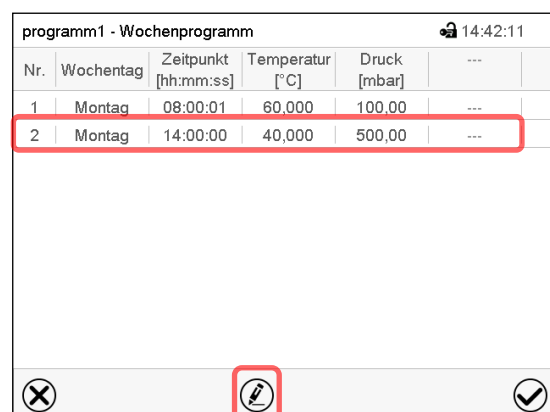 programm1 - Wochenprogramm 14:42:11
Nr. Wochentag Zeitpunkt [hh:mm:ss] Temperatur [°C] Druck [mbar] ---
1 Montag 08:00:01 60,000 100,00 ---
2 Montag 14:00:00 40,000 500,00 ---